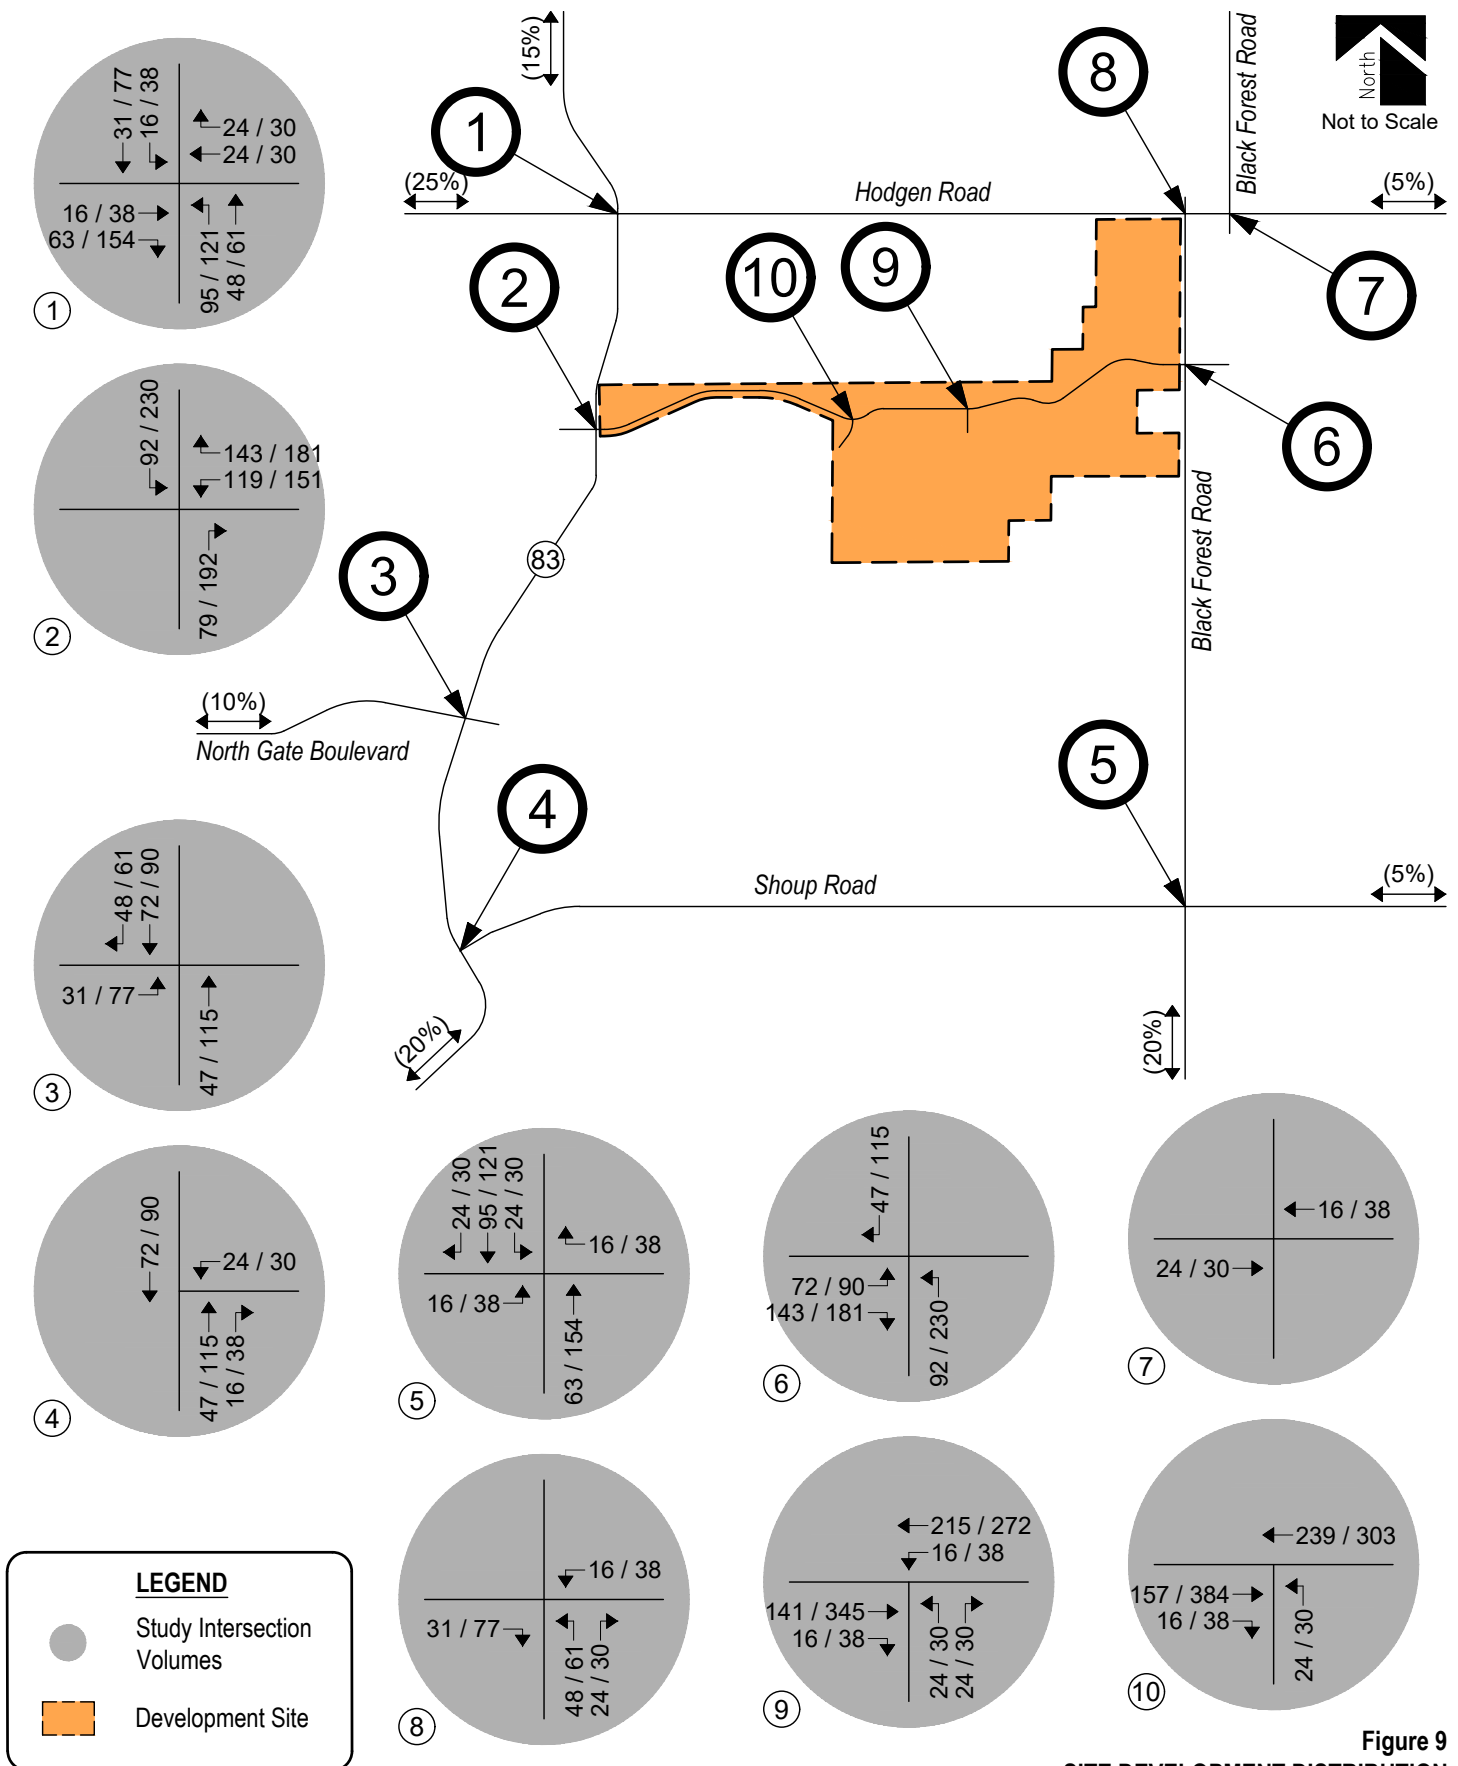 (15%)
8
Black Forest Road
North
Not to Scale
1
(25%)
Hodgen Road
(5%)
31 / 77
16 / 38
24 / 30
24 / 30
16 / 38
63 / 154
95 / 121
48 / 61
1
2
10
9
7
92 / 230
143 / 181
119 / 151
79 / 192
2
6
Black Forest Road
83
3
(10%)
North Gate Boulevard
4
5
Shoup Road
(5%)
(20%)
(20%)
48 / 61
72 / 90
31 / 77
47 / 115
3
72 / 90
24 / 30
47 / 115
16 / 38
4
24 / 30
95 / 121
24 / 30
16 / 38
16 / 38
63 / 154
5
47 / 115
72 / 90
143 / 181
92 / 230
6
16 / 38
24 / 30
7
16 / 38
31 / 77
48 / 61
24 / 30
8
215 / 272
16 / 38
141 / 345
16 / 38
24 / 30
24 / 30
9
239 / 303
157 / 384
16 / 38
24 / 30
10
LEGEND
Study Intersection
Volumes
Development Site
Figure 9
SITE DEVELOPMENT DISTRIBUTION